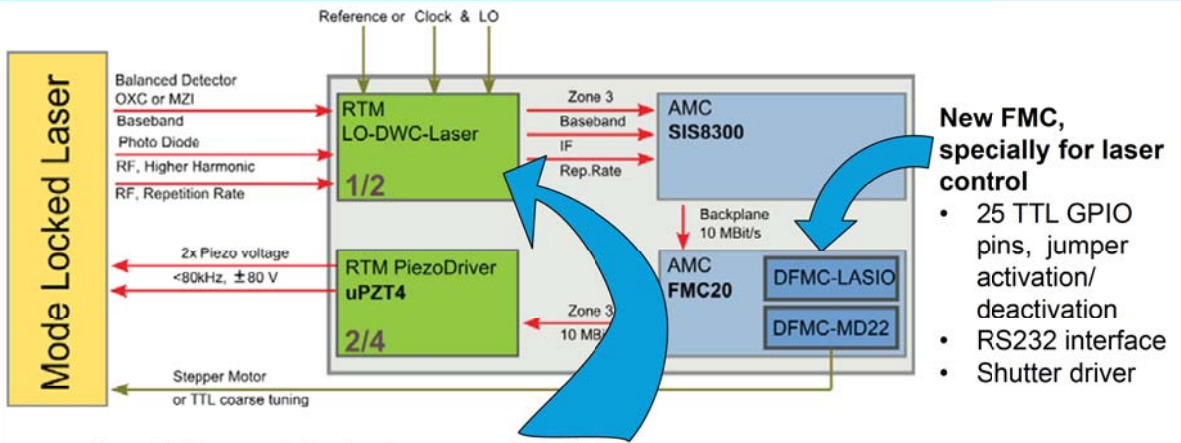 Reference or Clock & LO
Mode Locked Laser
Balanced Detector
OXC or MZI
Baseband
Photo Diode
RF, Higher Harmonic
RF, Repetition Rate
RTM
LO-DWC-Laser
1/2
Zone 3
Baseband
IF
Rep.Rate
AMC
SIS8300
Backplane
10 MBit/s
2x Piezo voltage
<80kHz, ±80 V
RTM PiezoDriver
uPZT4
2/4
Zone 3
10 MBi
AMC
FMC20
DFMC-LASIO
DFMC-MD22
Stepper Motor
or TTL coarse tuning
New FMC,
specially for laser
control
• 25 TTL GPIO
pins, jumper
activation/
deactivation
• RS232 interface
• Shutter driver